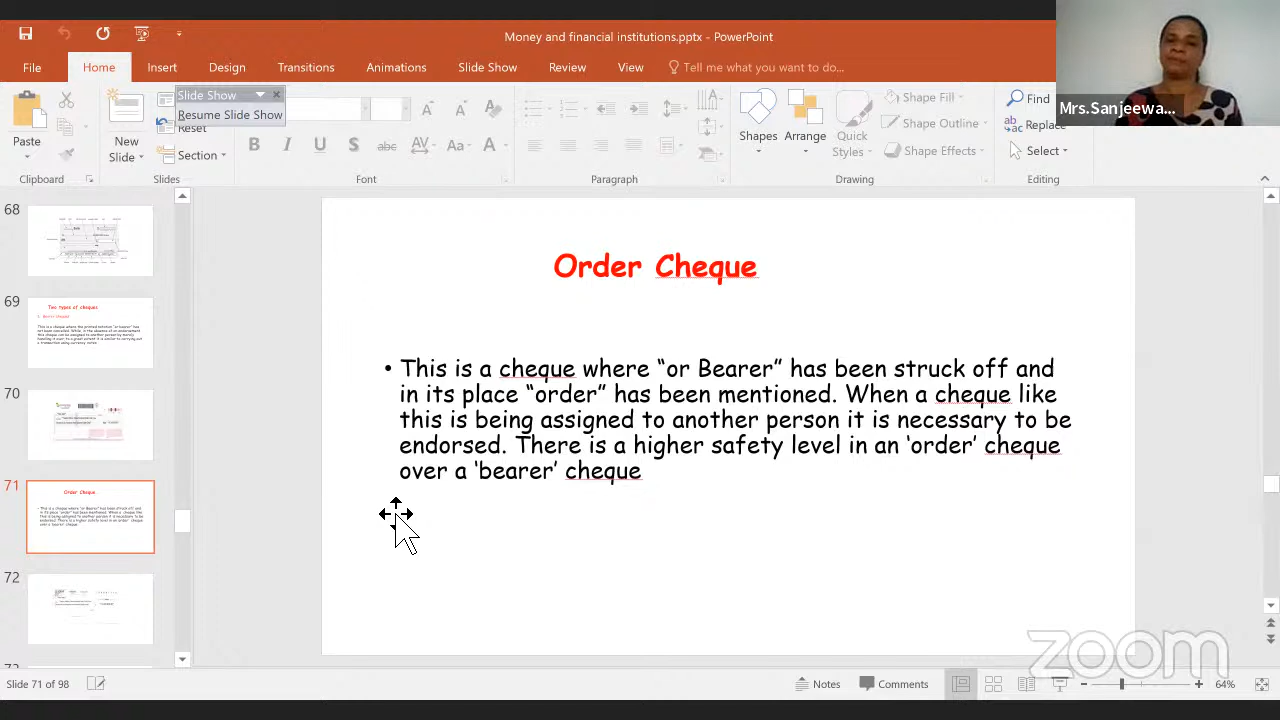 Money and financial institutions.pptx - PowerPoint
File Home Insert Design Transitions Animations Slide Show Review View Tell me what you want to do...
Slide Show
Resume Slide Show
Reset
Section
Paste
New Slide
Shapes
Arrange
Quick Styles
Shape Fill
Shape Outline
Shape Effects
Find
Replace
Select
Clipboard Slides Font Paragraph Drawing Editing
Mrs.Sanjeewa...
68
69
Two types of cheques
70
71
Order Cheque
72
Order Cheque
• This is a cheque where “or Bearer” has been struck off and
in its place “order” has been mentioned. When a cheque like
this is being assigned to another person it is necessary to be
endorsed. There is a higher safety level in an ‘order’ cheque
over a ‘bearer’ cheque
zoom
Slide 71 of 98 Notes Comments 64%